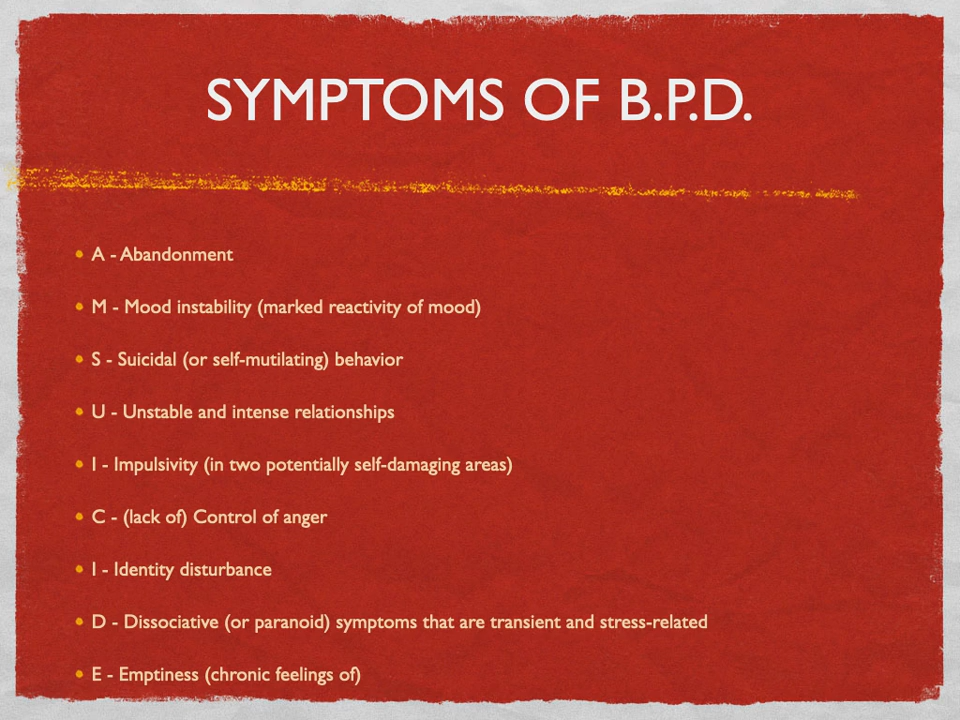 SYMPTOMS OF B.P.D.
• A - Abandonment
• M - Mood instability (marked reactivity of mood)
• S - Suicidal (or self-mutilating) behavior
• U - Unstable and intense relationships
• I - Impulsivity (in two potentially self-damaging areas)
• C - (lack of) Control of anger
• I - Identity disturbance
• D - Dissociative (or paranoid) symptoms that are transient and stress-related
• E - Emptiness (chronic feelings of)